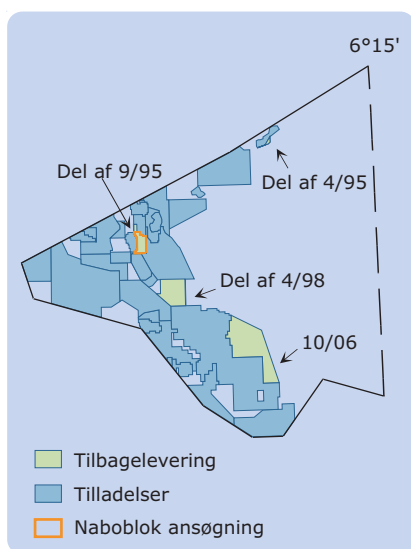 6°15'
Del af 9/95
Del af 4/95
Del af 4/98
10/06
Tilbagelevering
Tilladelser
Naboblok ansøgning